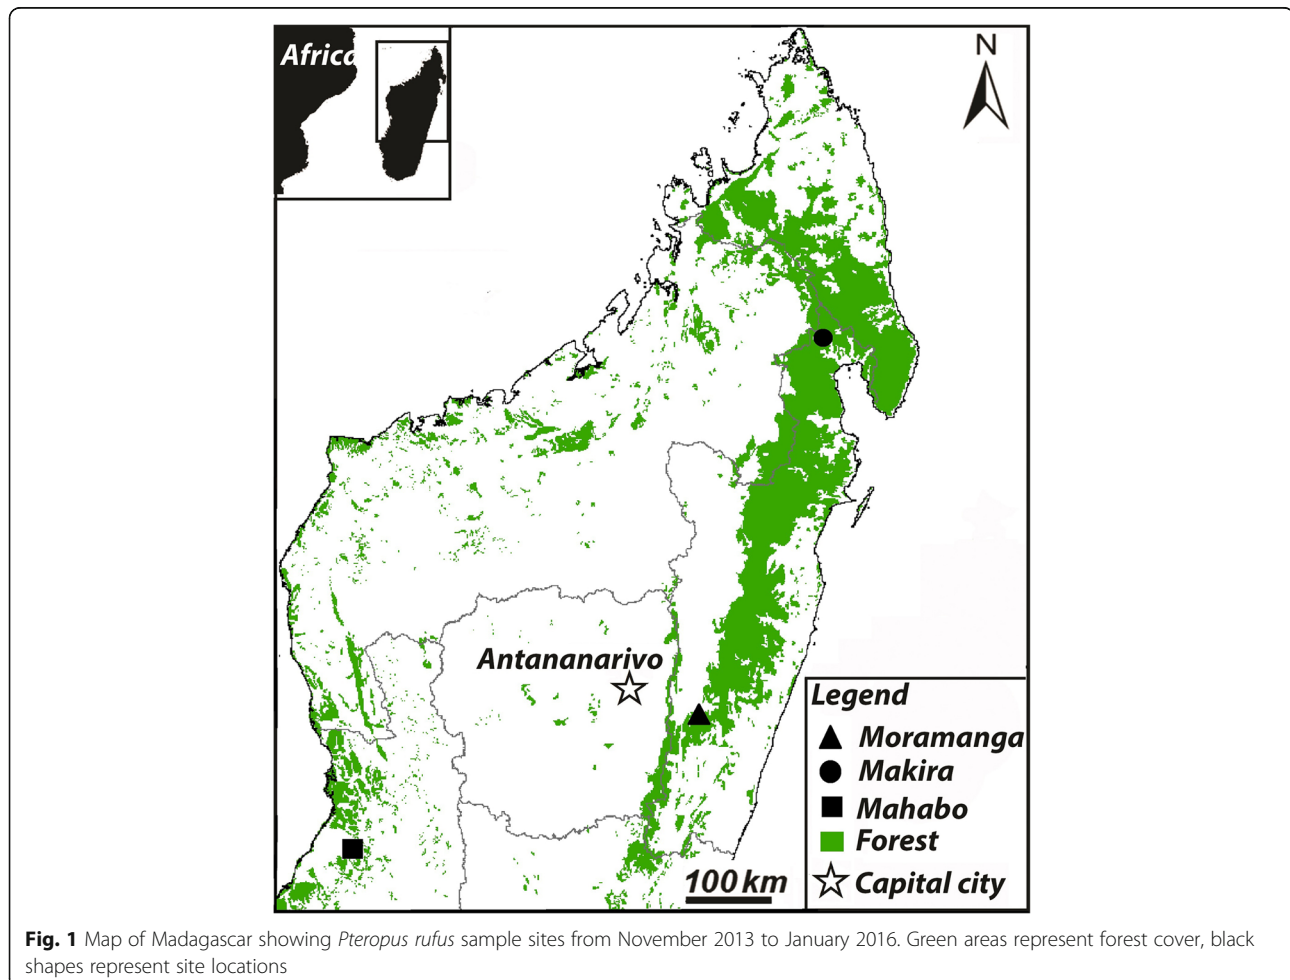 Africa
N
Antananarivo
Legend
Moramanga
Makira
Mahabo
Forest
Capital city
100 km
Fig. 1 Map of Madagascar showing Pteropus rufus sample sites from November 2013 to January 2016. Green areas represent forest cover, black
shapes represent site locations